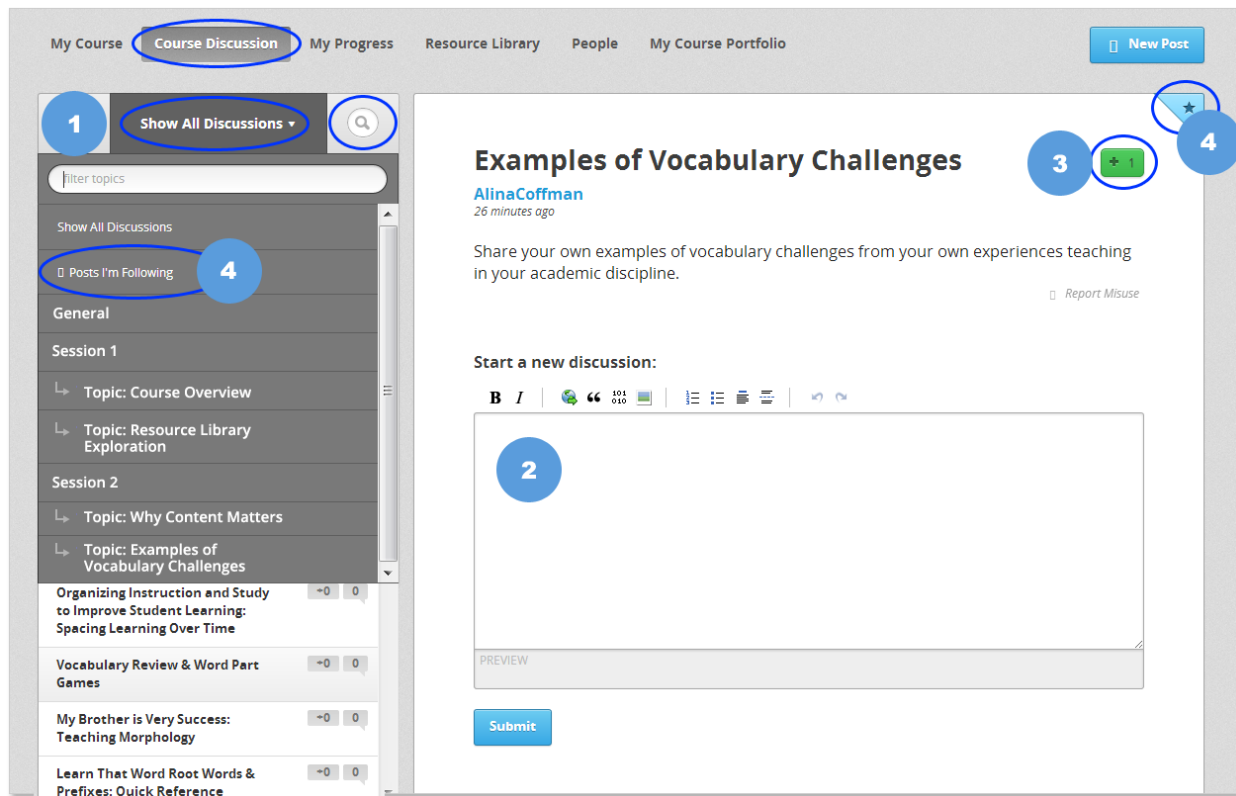 My Course Course Discussion My Progress Resource Library People My Course Portfolio New Post
1 Show All Discussions
filter topics
Show All Discussions
Posts I'm Following 4
General
Session 1
Topic: Course Overview
Topic: Resource Library
Exploration
Session 2
Topic: Why Content Matters
Topic: Examples of
Vocabulary Challenges
Organizing Instruction and Study +0 0
to Improve Student Learning:
Spacing Learning Over Time
Vocabulary Review & Word Part +0 0
Games
My Brother is Very Success: +0 0
Teaching Morphology
Learn That Word Root Words & +0 0
Prefixes: Quick Reference
4
Examples of Vocabulary Challenges 3 + 1
AlinaCoffman
26 minutes ago
Share your own examples of vocabulary challenges from your own experiences teaching
in your academic discipline.
Report Misuse
Start a new discussion:
B I “ 101 010
2
PREVIEW
Submit